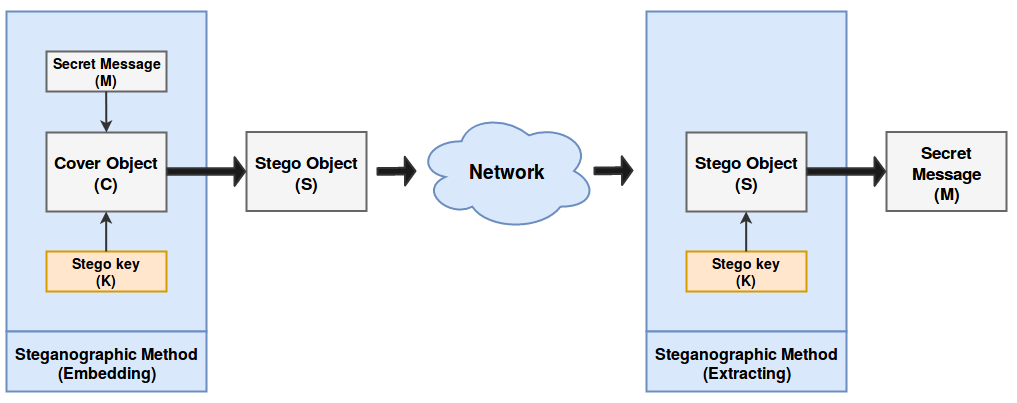 Secret Message
(M)
Cover Object
(C)
Stego key
(K)
Steganographic Method
(Embedding)
Stego Object
(S)
Network
Stego Object
(S)
Stego key
(K)
Steganographic Method
(Extracting)
Secret
Message
(M)